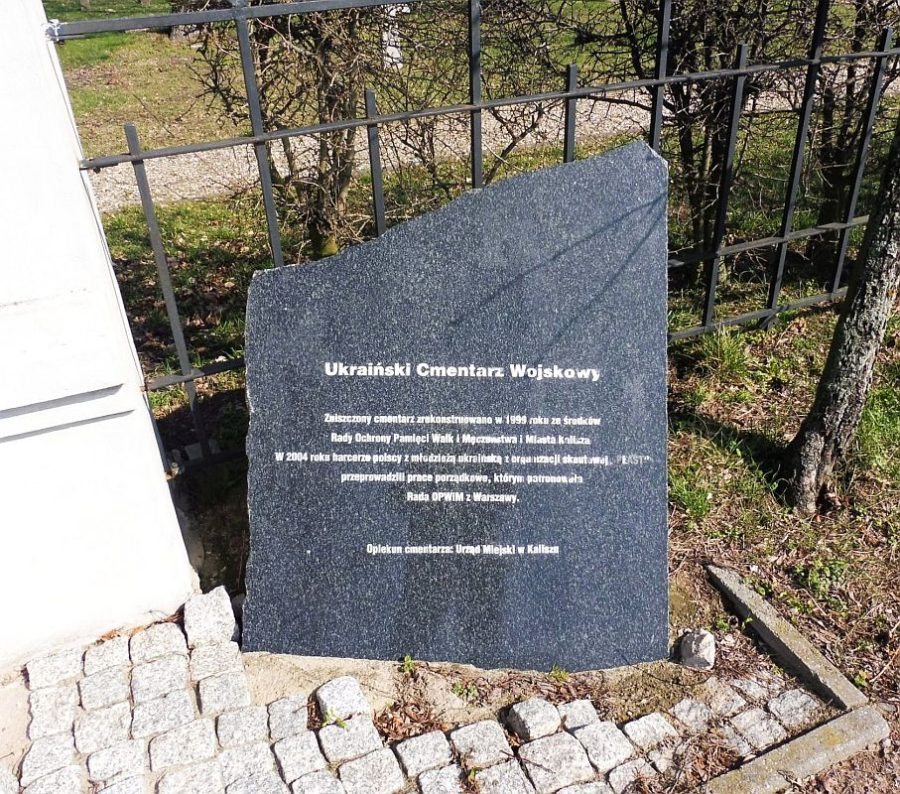 Ukraiński Cmentarz Wojskowy
Zniszczony cmentarz zrekonstruowano w 1999 roku ze środków
Rady Ochrony Pamięci Walk i Męczeństwa i Miasta Kalisza
W 2004 roku harcerze polscy z młodzieżą ukraińską z organizacji skautowej, "PŁAST"
przeprowadzili prace porządkowe, którym patronowała
Rada OPWiM z Warszawy.
Opiekun cmentarza: Urząd Miejski w Kaliszu